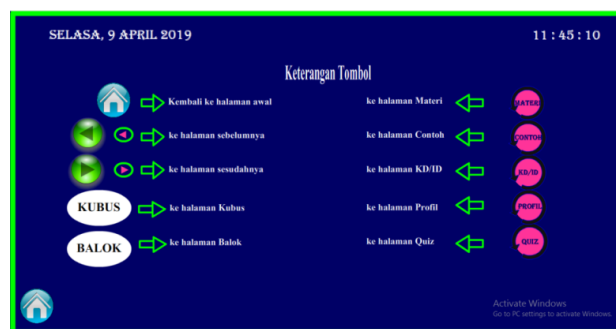 SELASA, 9 APRIL 2019
11:45:10
Keterangan Tombol
Kembali ke halaman awal
ke halaman sebelumnya
ke halaman sesudahnya
KUBUS ke halaman Kubus
BALOK ke halaman Balok
ke halaman Materi MATERI
ke halaman Contoh CONTOH
ke halaman KD/ID KD/ID
ke halaman Profil PROFIL
ke halaman Quiz QUIZ
Activate Windows
Go to PC settings to activate Windows.